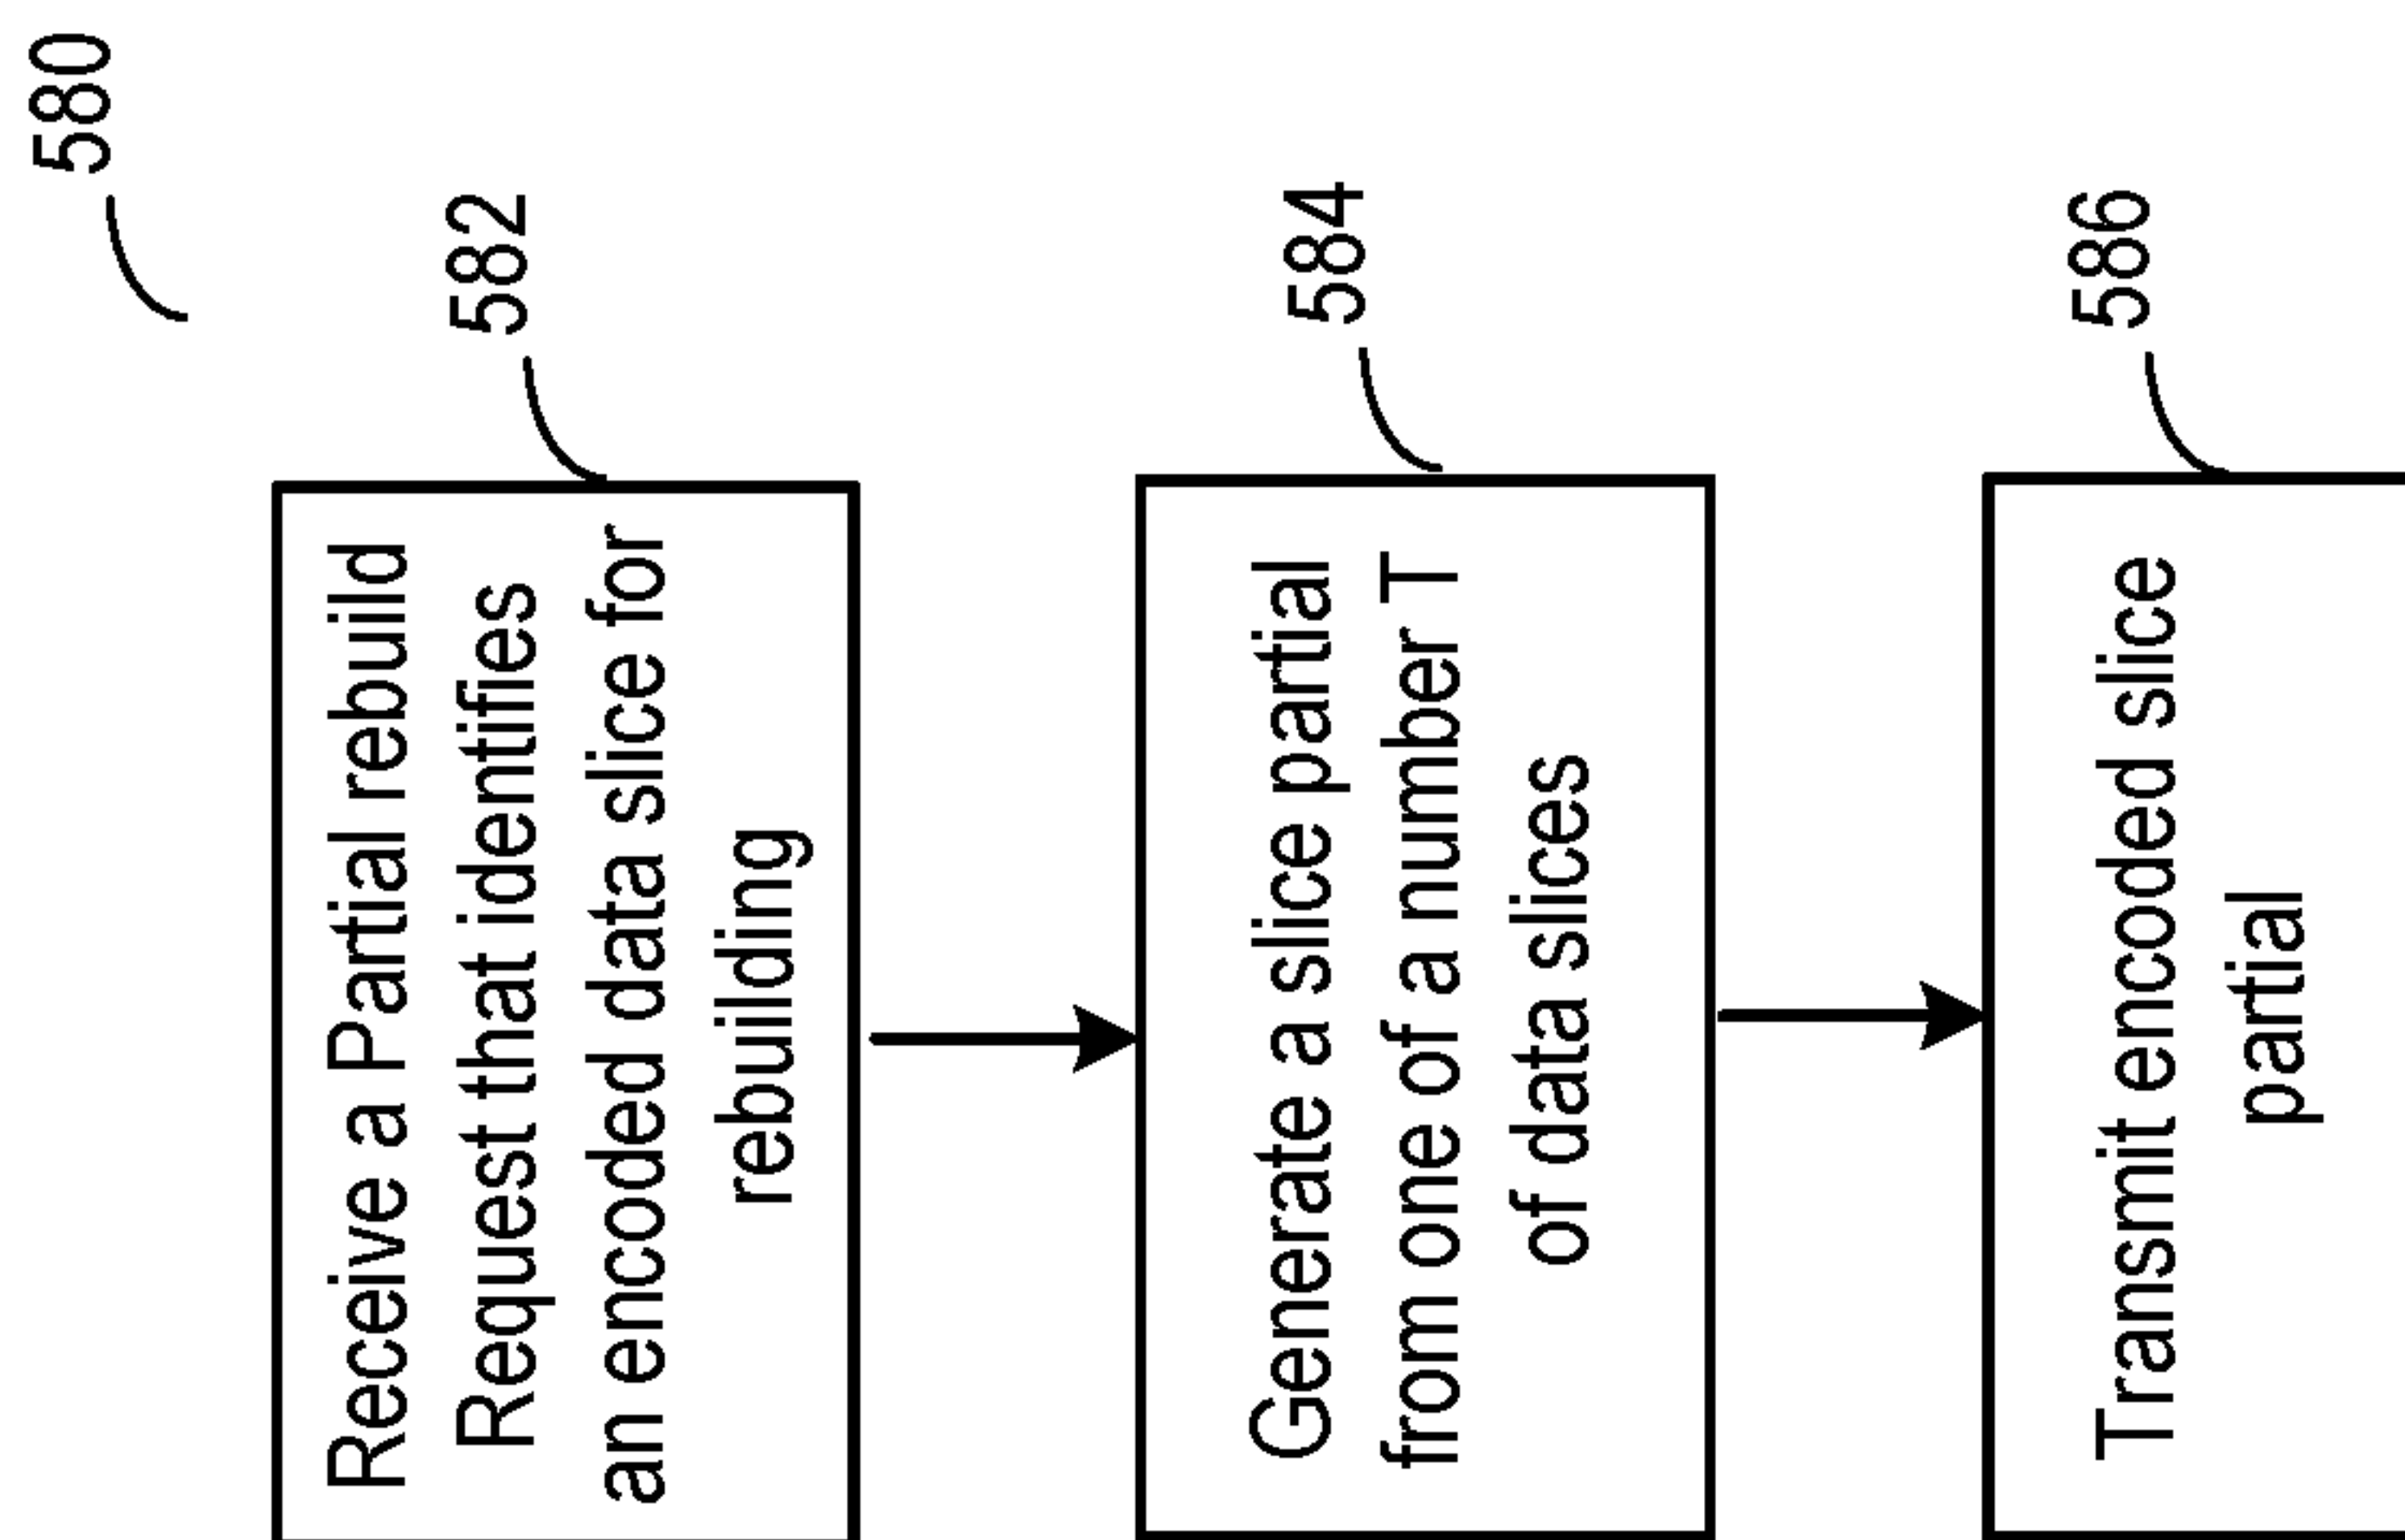 580
582
Receive a Partial rebuild
Request that identifies
an encoded data slice for
rebuilding
584
Generate a slice partial
from one of a number T
of data slices
586
Transmit encoded slice
partial